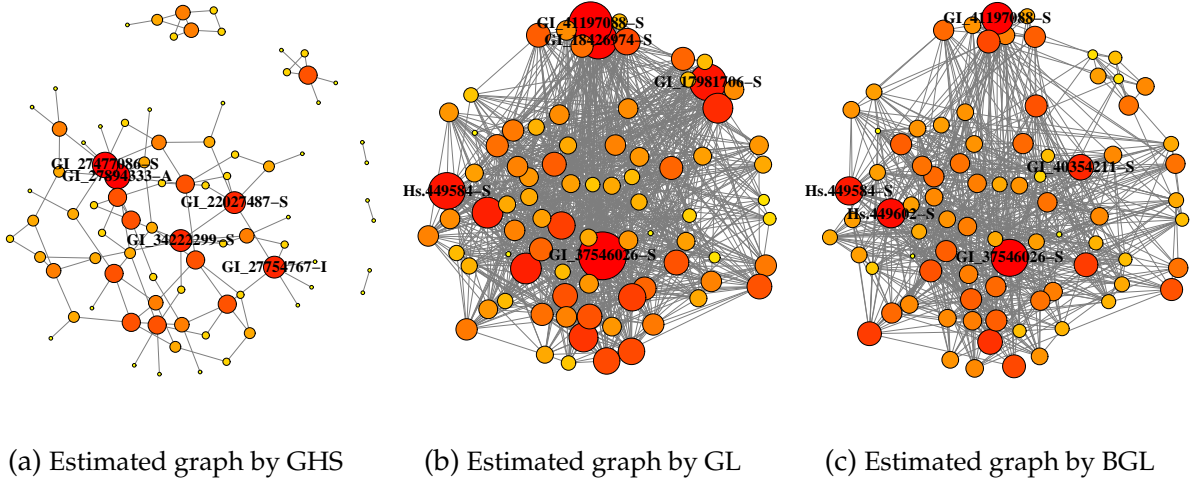 GI_27477086-S
GI_27894333-A
GI_22027487-S
GI_34222299-S
GI_27754767-I
GI_41197088-S
GI_18426974-S
GI_17981706-S
Hs.449584-S
GI_37546026-S
GI_41197088-S
GI_40354211-S
Hs.449584-S
Hs.449602-S
GI_37546026-S
(a) Estimated graph by GHS
(b) Estimated graph by GL
(c) Estimated graph by BGL